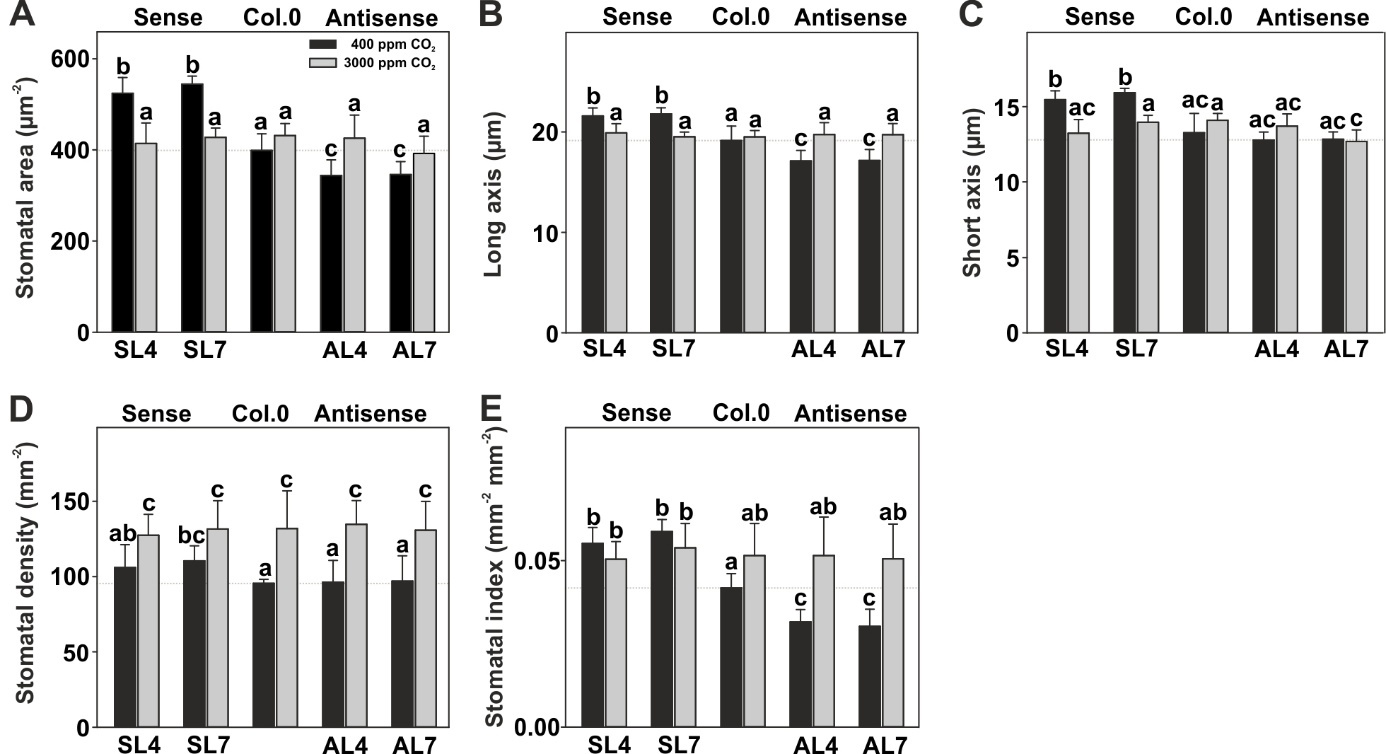 A
Sense Col.0 Antisense
400 ppm CO₂
3000 ppm CO₂
Stomatal area (µm⁻²)
600
400
200
0
b a b a a a c a c a
SL4 SL7 AL4 AL7
B
Sense Col.0 Antisense
Long axis (µm)
20
10
0
b a b a a a c a c a
SL4 SL7 AL4 AL7
C
Sense Col.0 Antisense
Short axis (µm)
15
10
5
0
b ac b a ac a ac ac ac c
SL4 SL7 AL4 AL7
D
Sense Col.0 Antisense
Stomatal density (mm⁻²)
150
100
50
0
ab c bc c a c a c a c
SL4 SL7 AL4 AL7
E
Sense Col.0 Antisense
Stomatal index (mm⁻² mm⁻²)
0.05
0.00
b b b b a ab c ab c ab
SL4 SL7 AL4 AL7